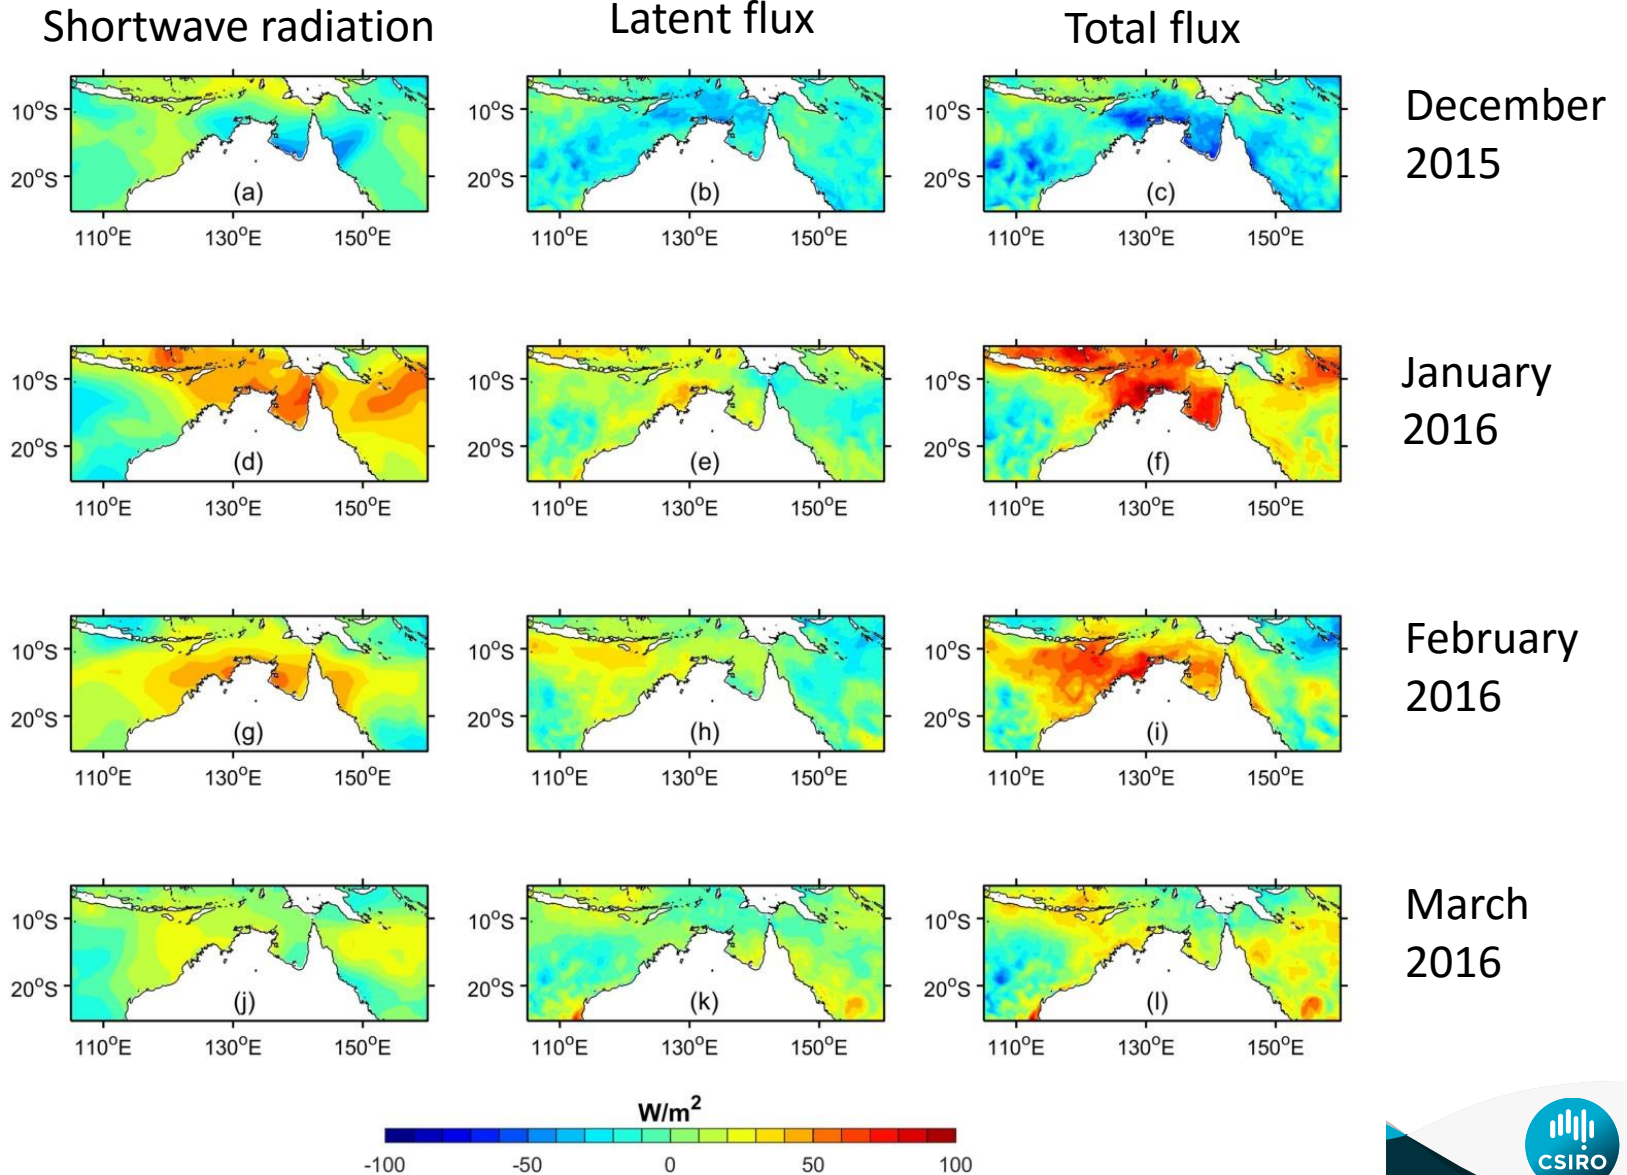 Shortwave radiation
Latent flux
Total flux
10°S
20°S
(a)
110°E 130°E 150°E
10°S
20°S
(b)
110°E 130°E 150°E
10°S
20°S
(c)
110°E 130°E 150°E
December
2015
10°S
20°S
(d)
110°E 130°E 150°E
10°S
20°S
(e)
110°E 130°E 150°E
10°S
20°S
(f)
110°E 130°E 150°E
January
2016
10°S
20°S
(g)
110°E 130°E 150°E
10°S
20°S
(h)
110°E 130°E 150°E
10°S
20°S
(i)
110°E 130°E 150°E
February
2016
10°S
20°S
(j)
110°E 130°E 150°E
10°S
20°S
(k)
110°E 130°E 150°E
10°S
20°S
(l)
110°E 130°E 150°E
March
2016
W/m²
-100 -50 0 50 100
CSIRO